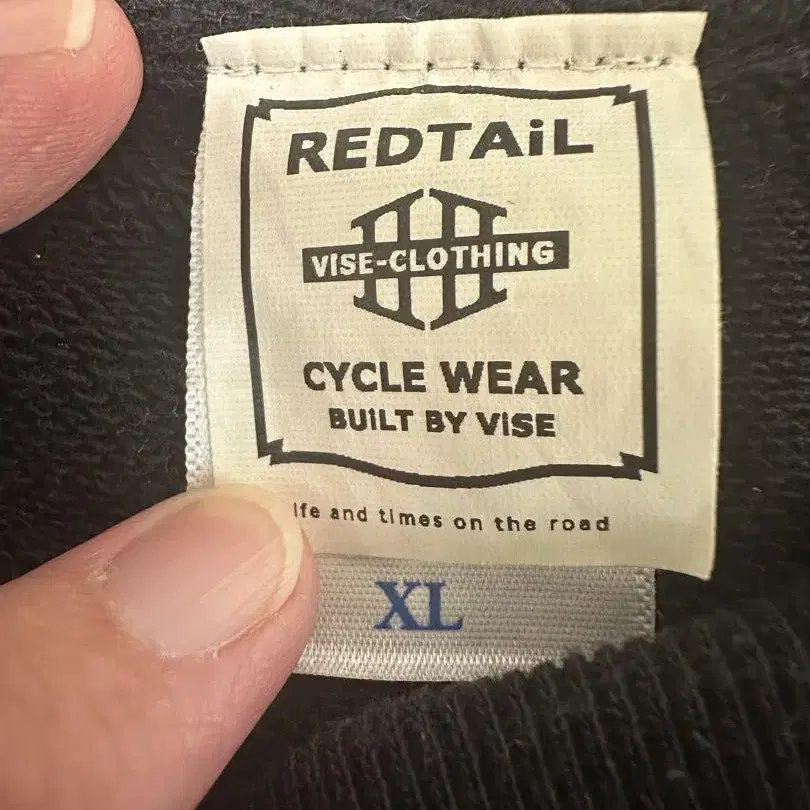 REDTAiL
VISE-CLOTHING
CYCLE WEAR
BUiLT BY ViSE
ife and times on the road
XL